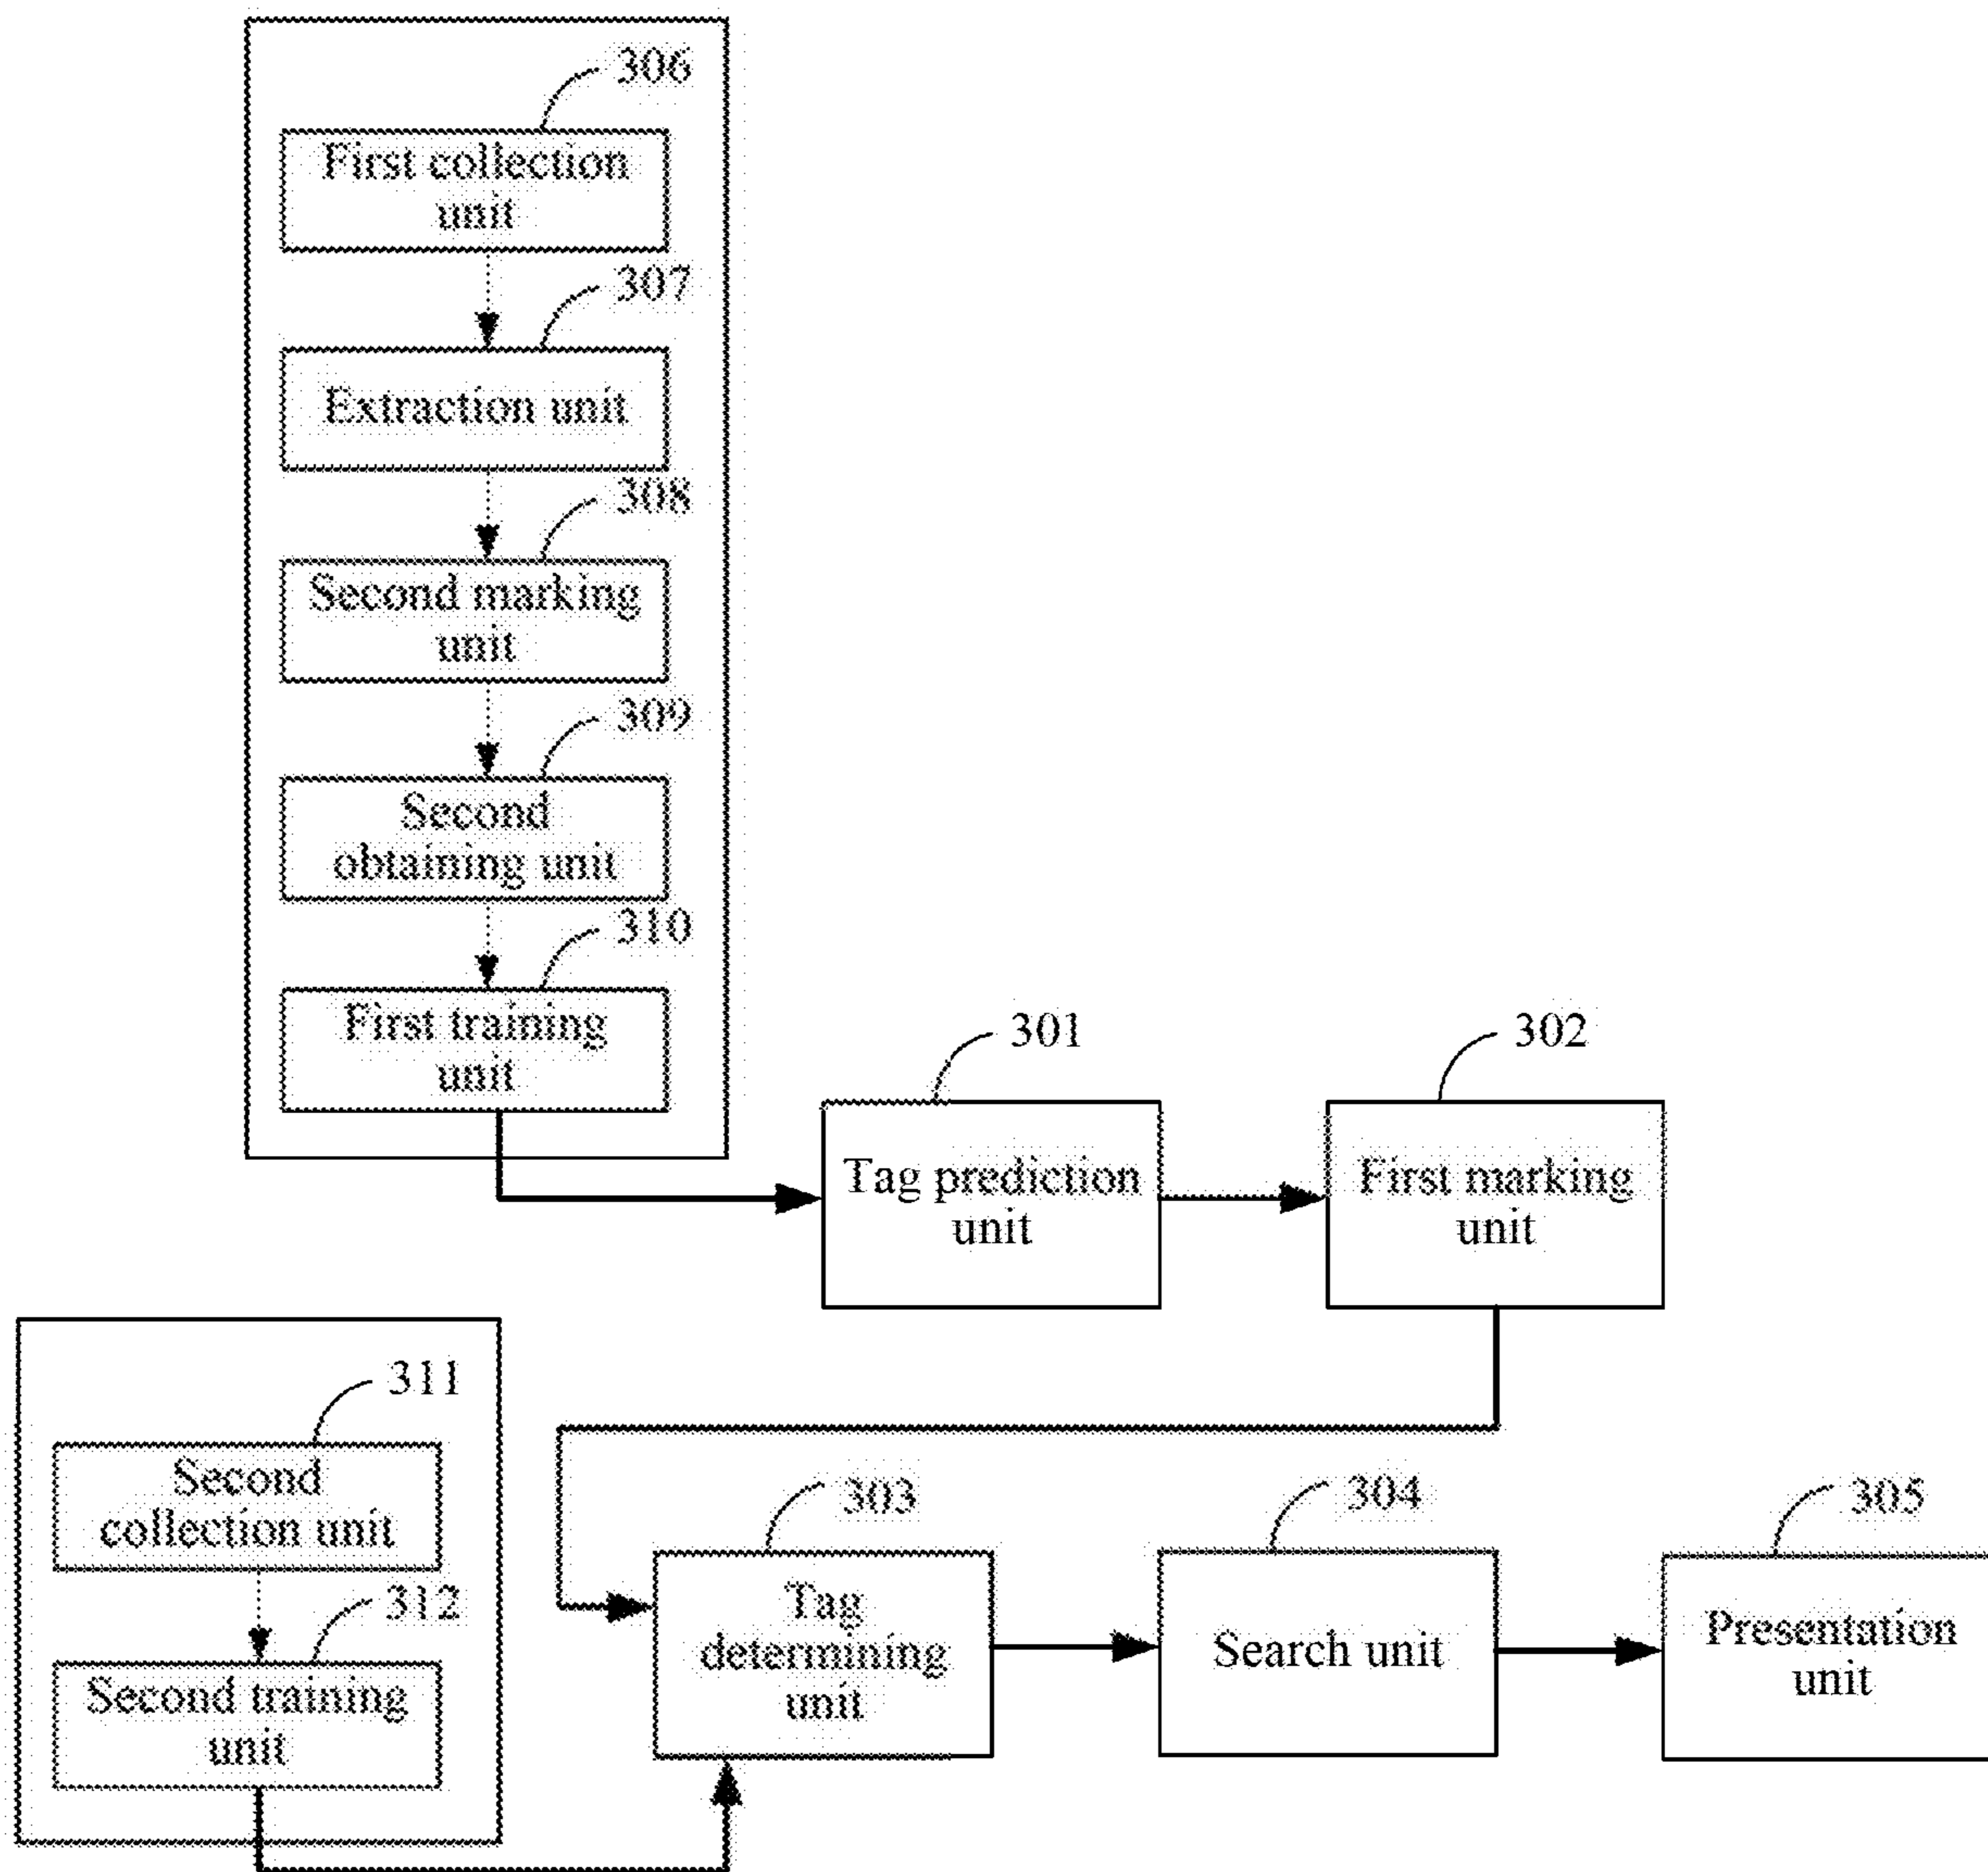 306
First collection
unit
307
Extraction unit
308
Second marking
unit
309
Second
obtaining unit
310
First training
unit
301
Tag prediction
unit
302
First marking
unit
311
Second
collection unit
312
Second training
unit
303
Tag
determining
unit
304
Search unit
305
Presentation
unit